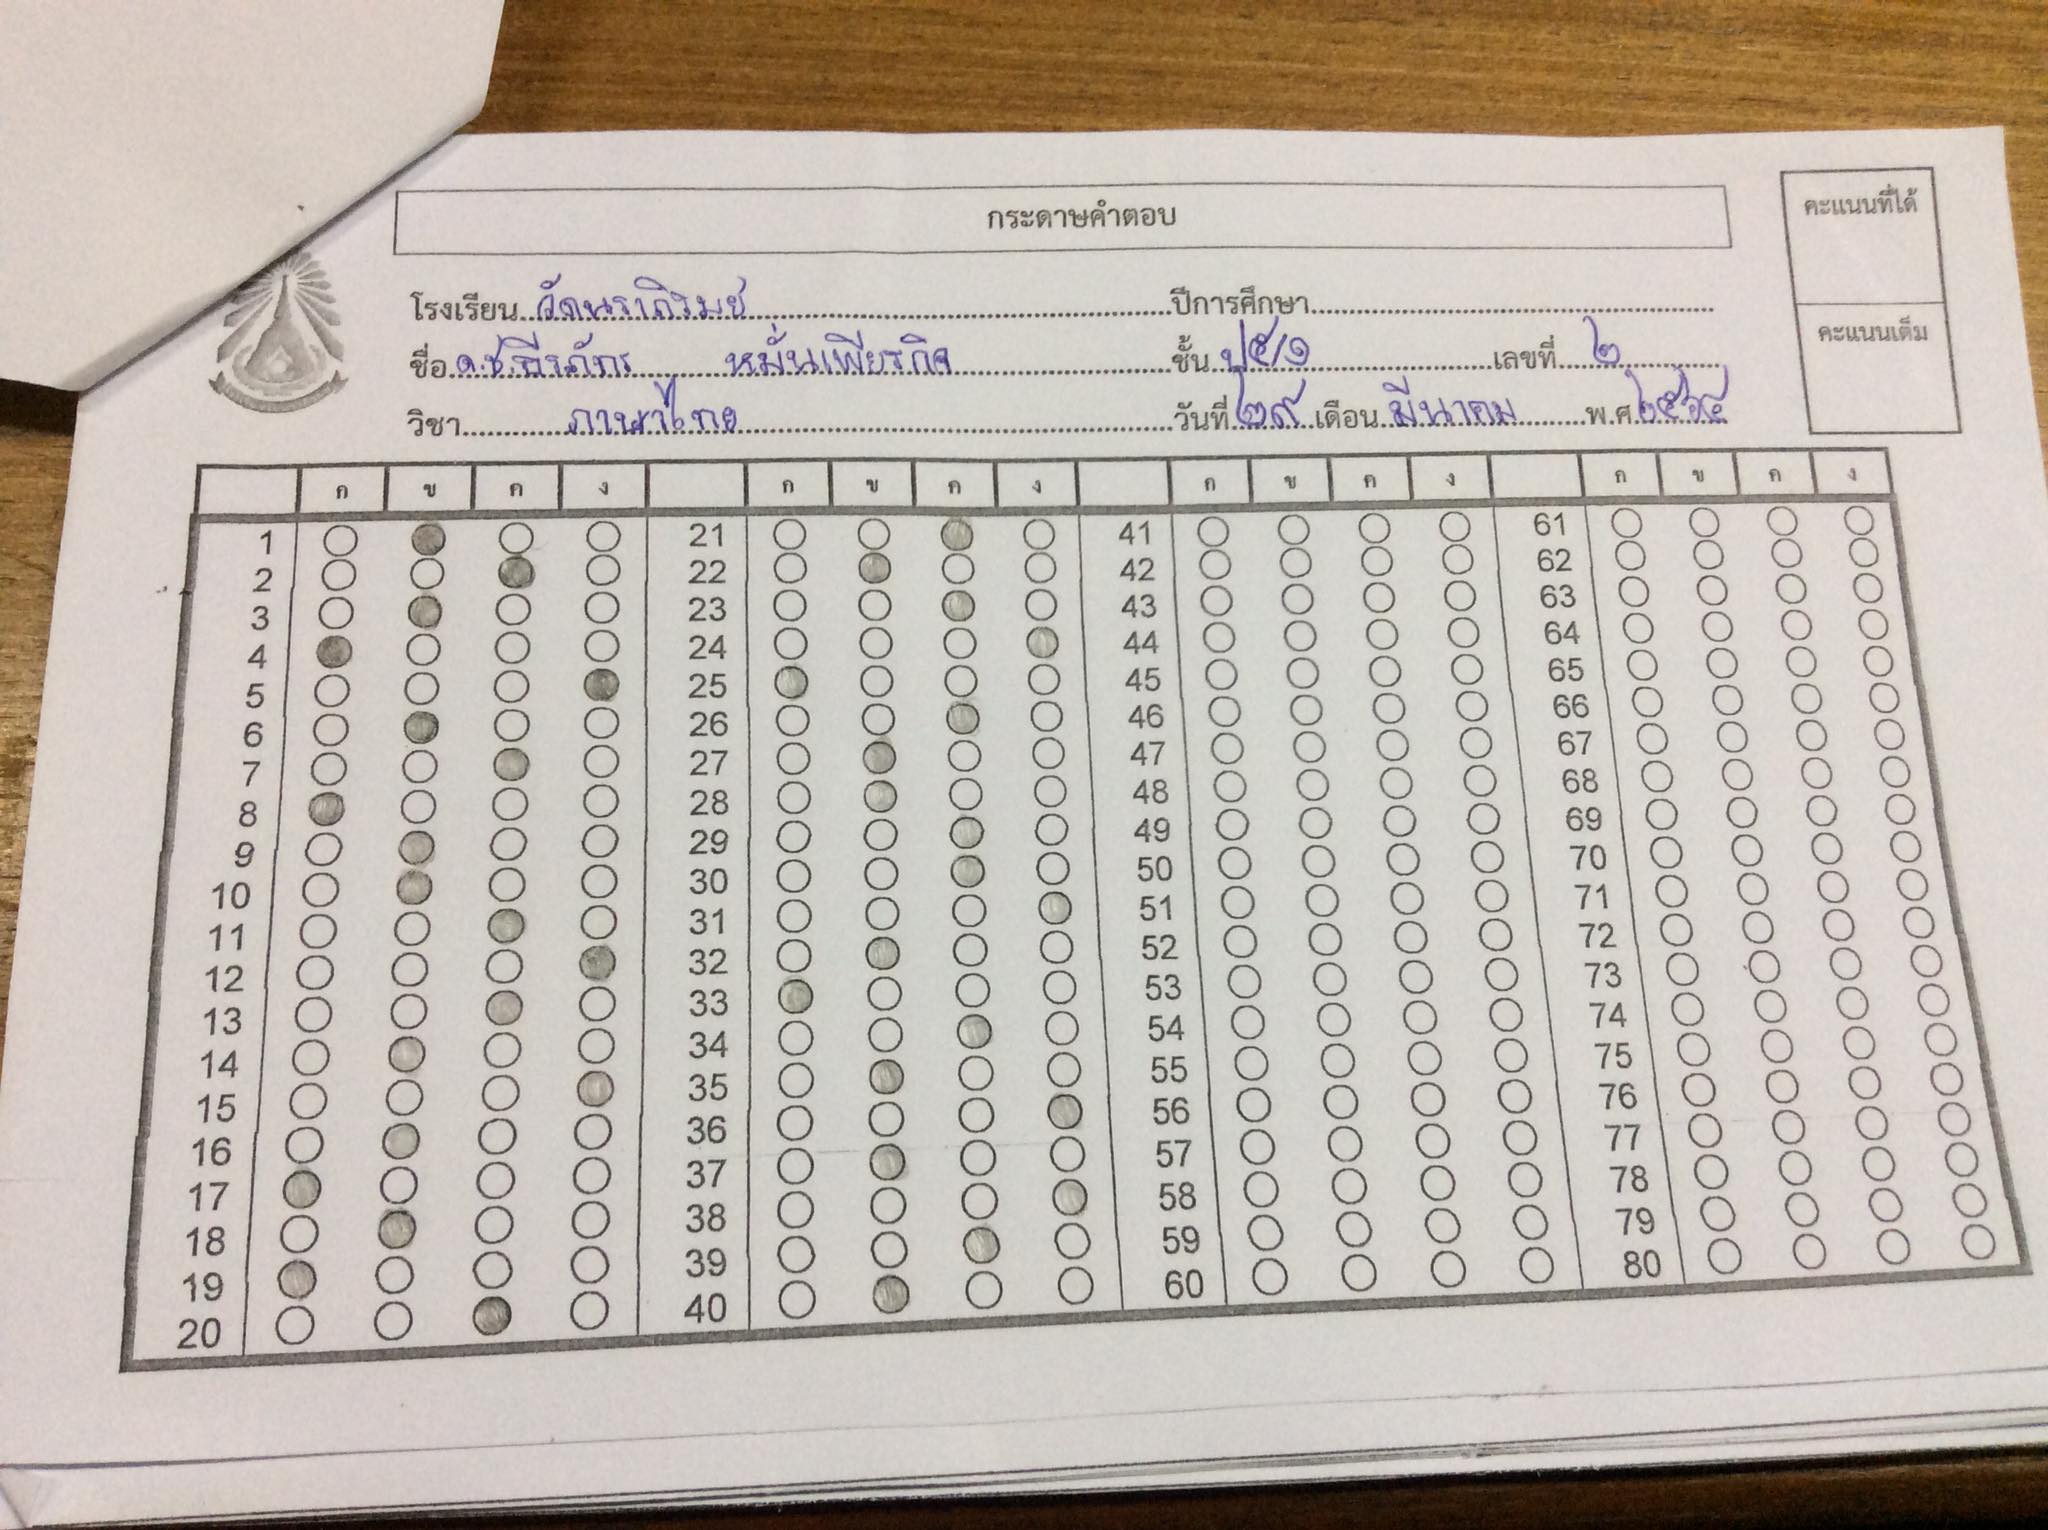 กระดาษคำตอบ
คะแนนที่ได้
คะแนนเต็ม
โรงเรียน วัดนราภิรมย์ ปีการศึกษา
ชื่อ ด.ช.ธีรภัทร หมั่นเพียรกิจ ชั้น ป๕/๑ เลขที่ ๒
วิชา ภาษาไทย วันที่ ๒๙ เดือน มีนาคม พ.ศ. ๒๕๖๔
ก ข ค ง ก ข ค ง ก ข ค ง ก ข ค ง
1 21 41 61
2 22 42 62
3 23 43 63
4 24 44 64
5 25 45 65
6 26 46 66
7 27 47 67
8 28 48 68
9 29 49 69
10 30 50 70
11 31 51 71
12 32 52 72
13 33 53 73
14 34 54 74
15 35 55 75
16 36 56 76
17 37 57 77
18 38 58 78
19 39 59 79
20 40 60 80